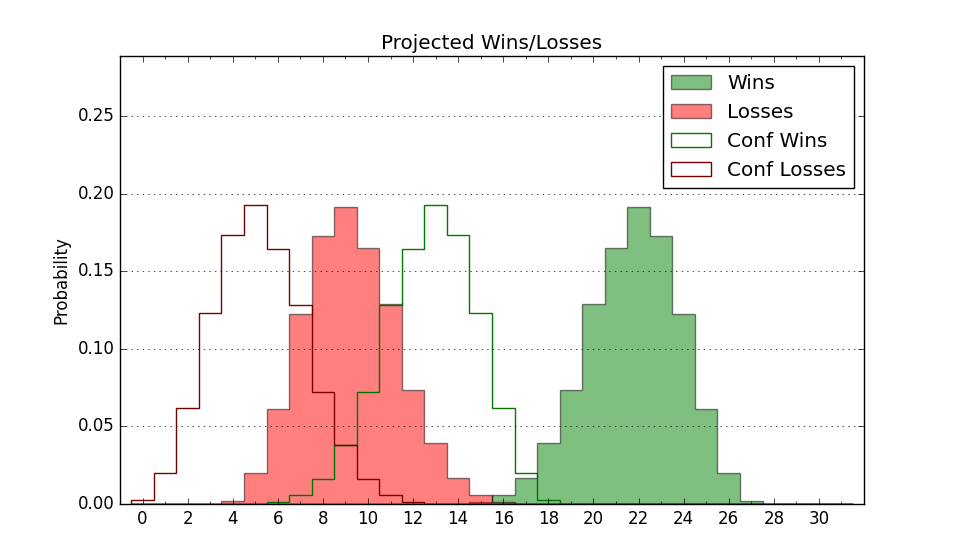 Projected Wins/Losses
Wins
Losses
Conf Wins
Conf Losses
Probability
0.25
0.20
0.15
0.10
0.05
0.00
0 2 4 6 8 10 12 14 16 18 20 22 24 26 28 30